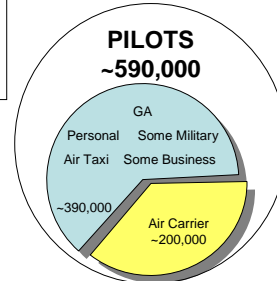 PILOTS
~590,000
GA
Personal Some Military
Air Taxi Some Business
~390,000
Air Carrier
~200,000